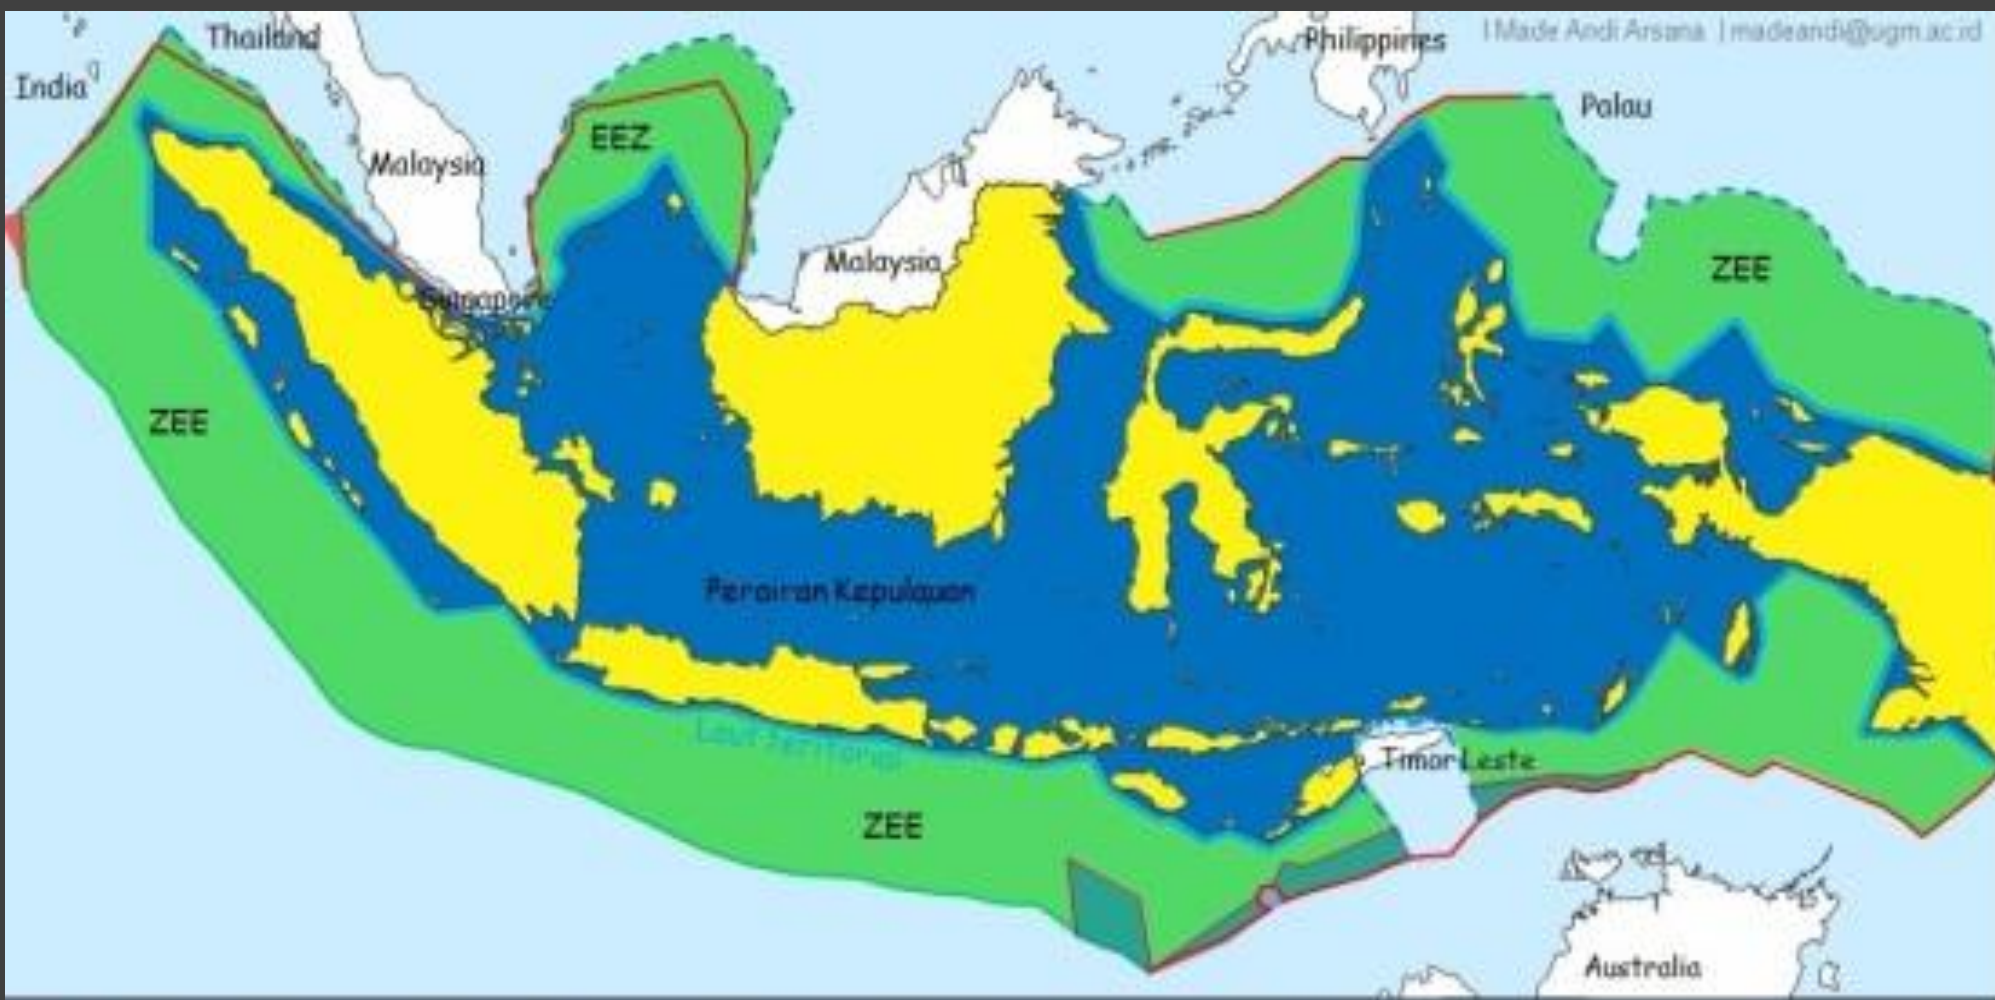 I Made Andi Arsana | madeandi@ugm.ac.id
Thailand
Philippines
India
Palau
EEZ
Malaysia
Malaysia
ZEE
Singapore
ZEE
Perairan Kepulauan
Laut Teritorial
Timor Leste
ZEE
Australia